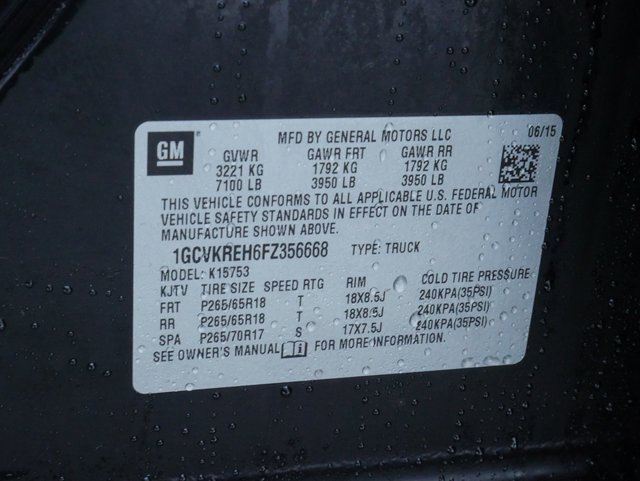 MFD BY GENERAL MOTORS LLC 06/15
GM ®
GVWR GAWR FRT GAWR RR
3221 KG 1792 KG 1792 KG
7100 LB 3950 LB 3950 LB
THIS VEHICLE CONFORMS TO ALL APPLICABLE U.S. FEDERAL MOTOR
VEHICLE SAFETY STANDARDS IN EFFECT ON THE DATE OF
MANUFACTURE SHOWN ABOVE.
1GCVKREH6FZ356668 TYPE: TRUCK
MODEL: K15753
KJTV TIRE SIZE SPEED RTG RIM COLD TIRE PRESSURE
FRT P265/65R18 T 18X8.5J 240KPA(35PSI)
RR P265/65R18 T 18X8.5J 240KPA(35PSI)
SPA P265/70R17 S 17X7.5J 240KPA(35PSI)
SEE OWNER'S MANUAL i FOR MORE INFORMATION.